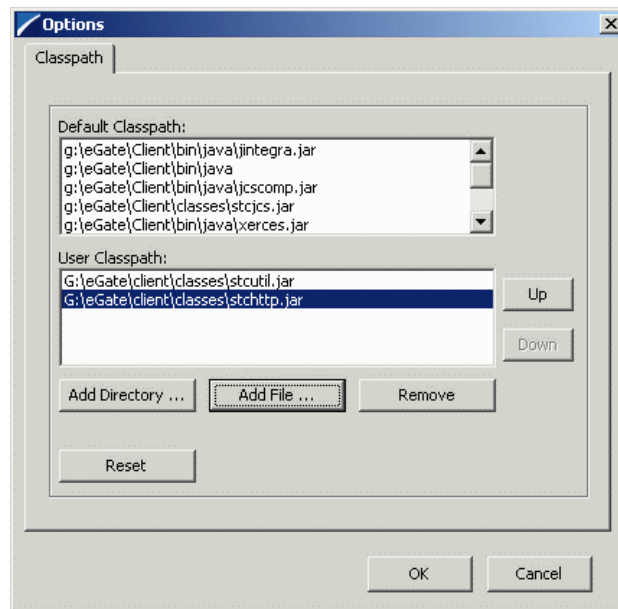 Options
Classpath
Default Classpath:
g:\eGate\Client\bin\java\jintegra.jar
g:\eGate\Client\bin\java
g:\eGate\Client\bin\java\jcscomp.jar
g:\eGate\Client\classes\stcjcs.jar
g:\eGate\Client\bin\java\xerces.jar
User Classpath:
G:\eGate\client\classes\stcutil.jar
G:\eGate\client\classes\stchttp.jar
Up
Down
Add Directory ...
Add File ...
Remove
Reset
OK
Cancel